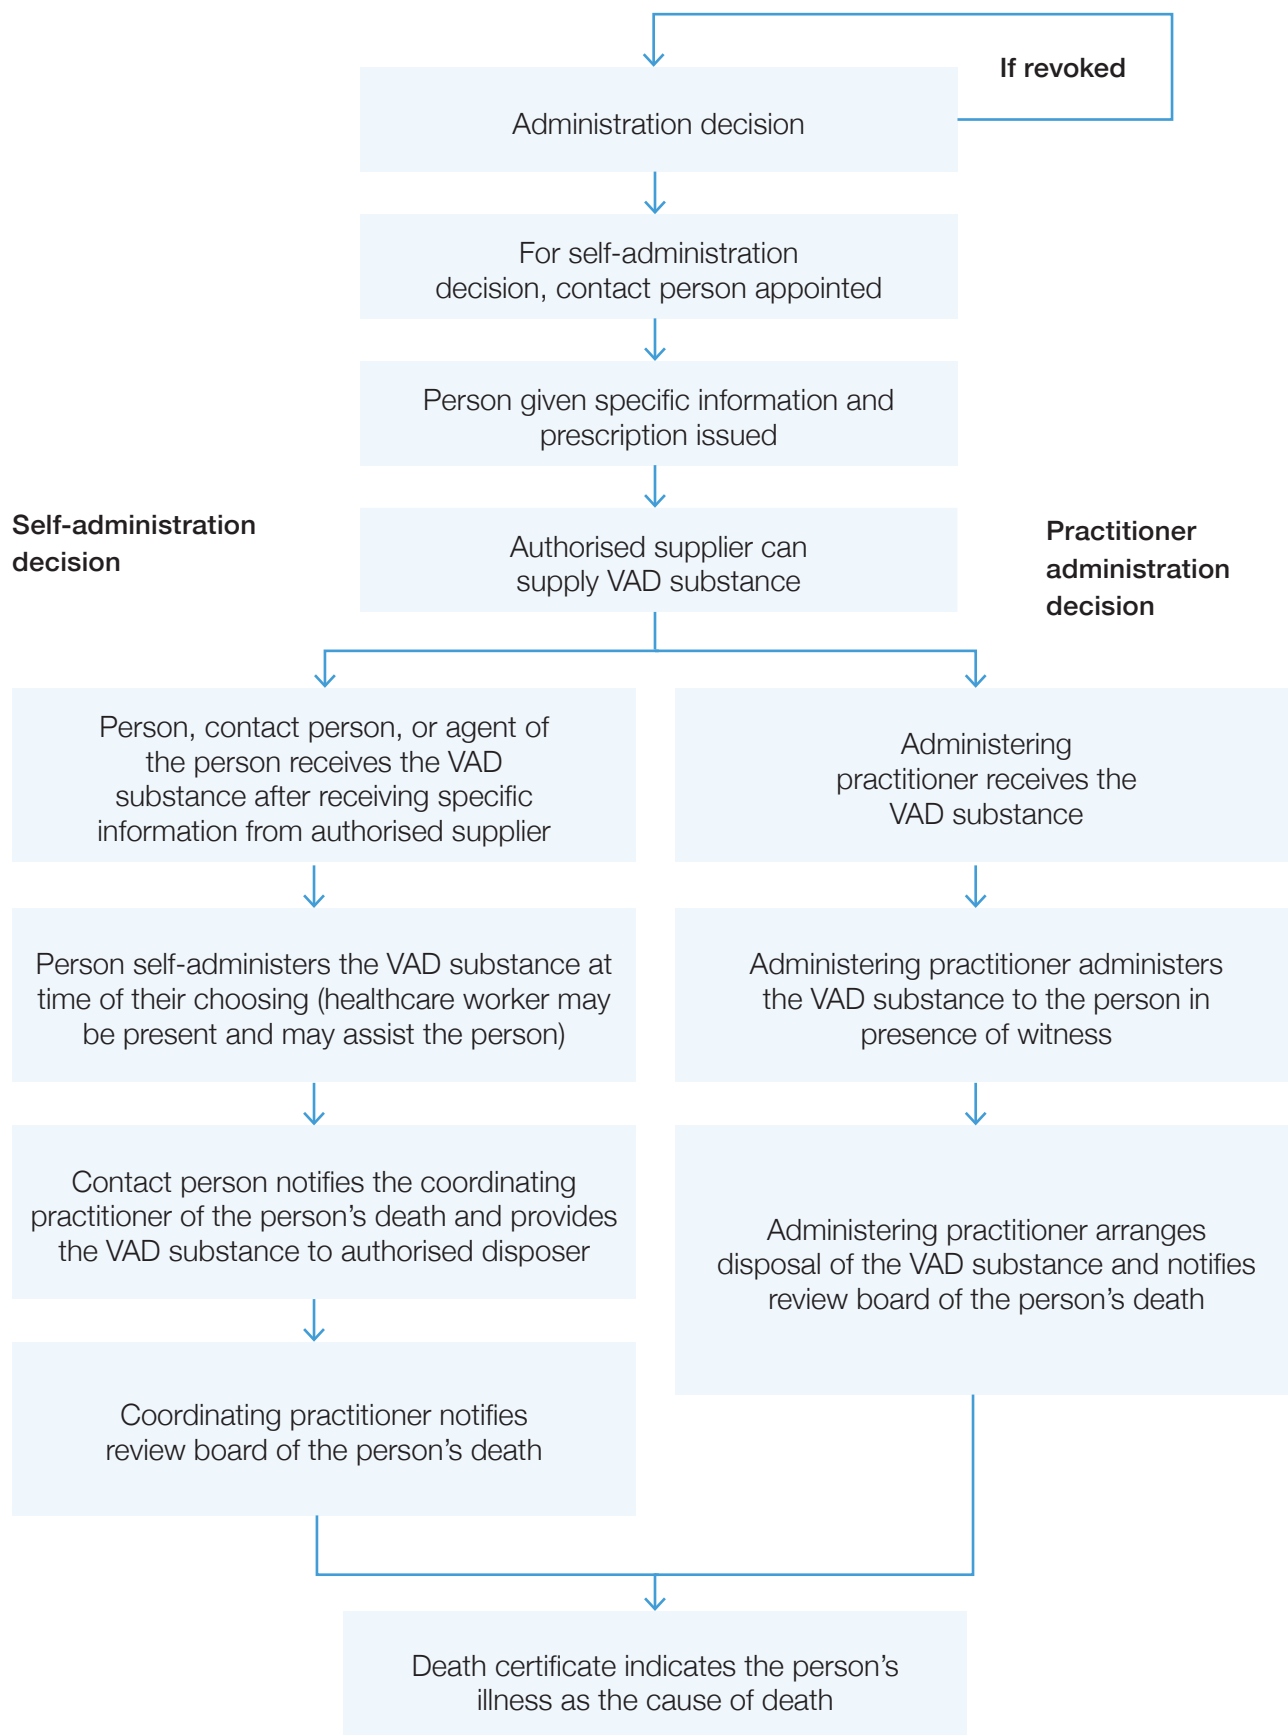 If revoked
Administration decision
For self-administration
decision, contact person appointed
Person given specific information and
prescription issued
Self-administration
decision
Authorised supplier can
supply VAD substance
Practitioner
administration
decision
Person, contact person, or agent of
the person receives the VAD
substance after receiving specific
information from authorised supplier
Administering
practitioner receives the
VAD substance
Person self-administers the VAD substance at
time of their choosing (healthcare worker may
be present and may assist the person)
Administering practitioner administers
the VAD substance to the person in
presence of witness
Contact person notifies the coordinating
practitioner of the person’s death and provides
the VAD substance to authorised disposer
Administering practitioner arranges
disposal of the VAD substance and notifies
review board of the person’s death
Coordinating practitioner notifies
review board of the person’s death
Death certificate indicates the person’s
illness as the cause of death